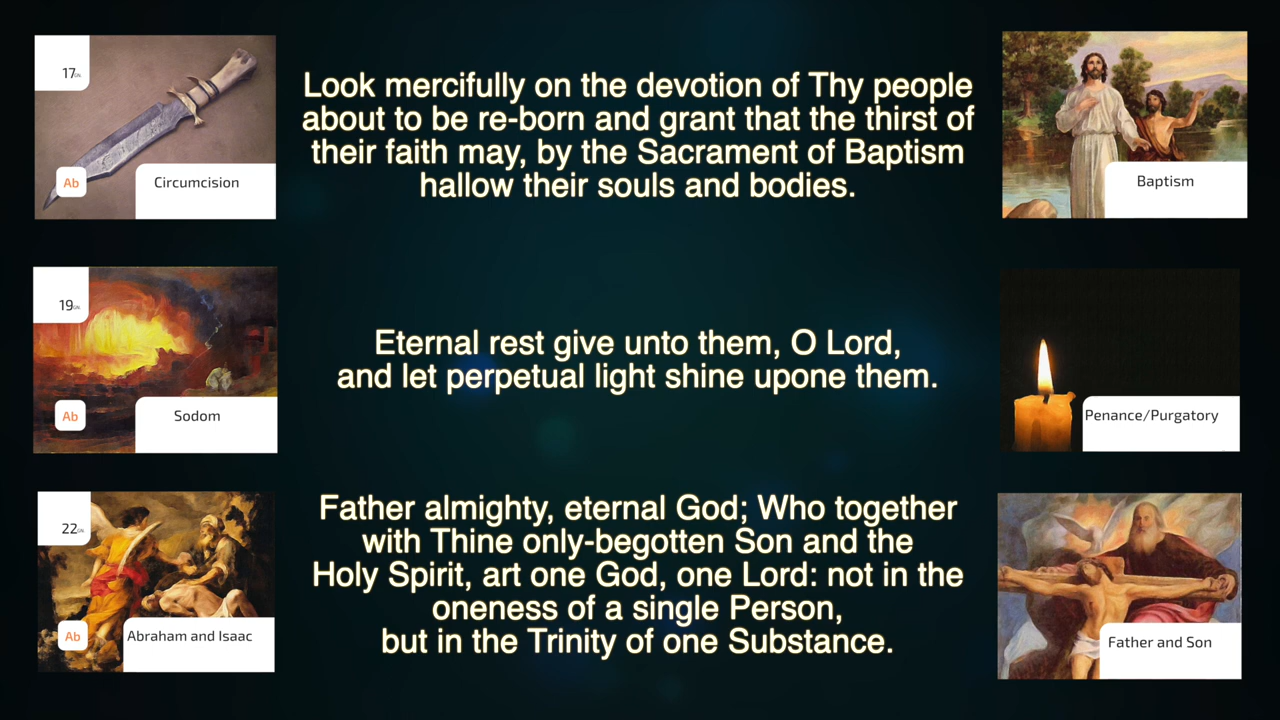 17GN.
Ab
Circumcision
Look mercifully on the devotion of Thy people
about to be re-born and grant that the thirst of
their faith may, by the Sacrament of Baptism
hallow their souls and bodies.
Baptism
19GN.
Ab
Sodom
Eternal rest give unto them, O Lord,
and let perpetual light shine upone them.
Penance/Purgatory
22GN.
Ab
Abraham and Isaac
Father almighty, eternal God; Who together
with Thine only-begotten Son and the
Holy Spirit, art one God, one Lord: not in the
oneness of a single Person,
but in the Trinity of one Substance.
Father and Son